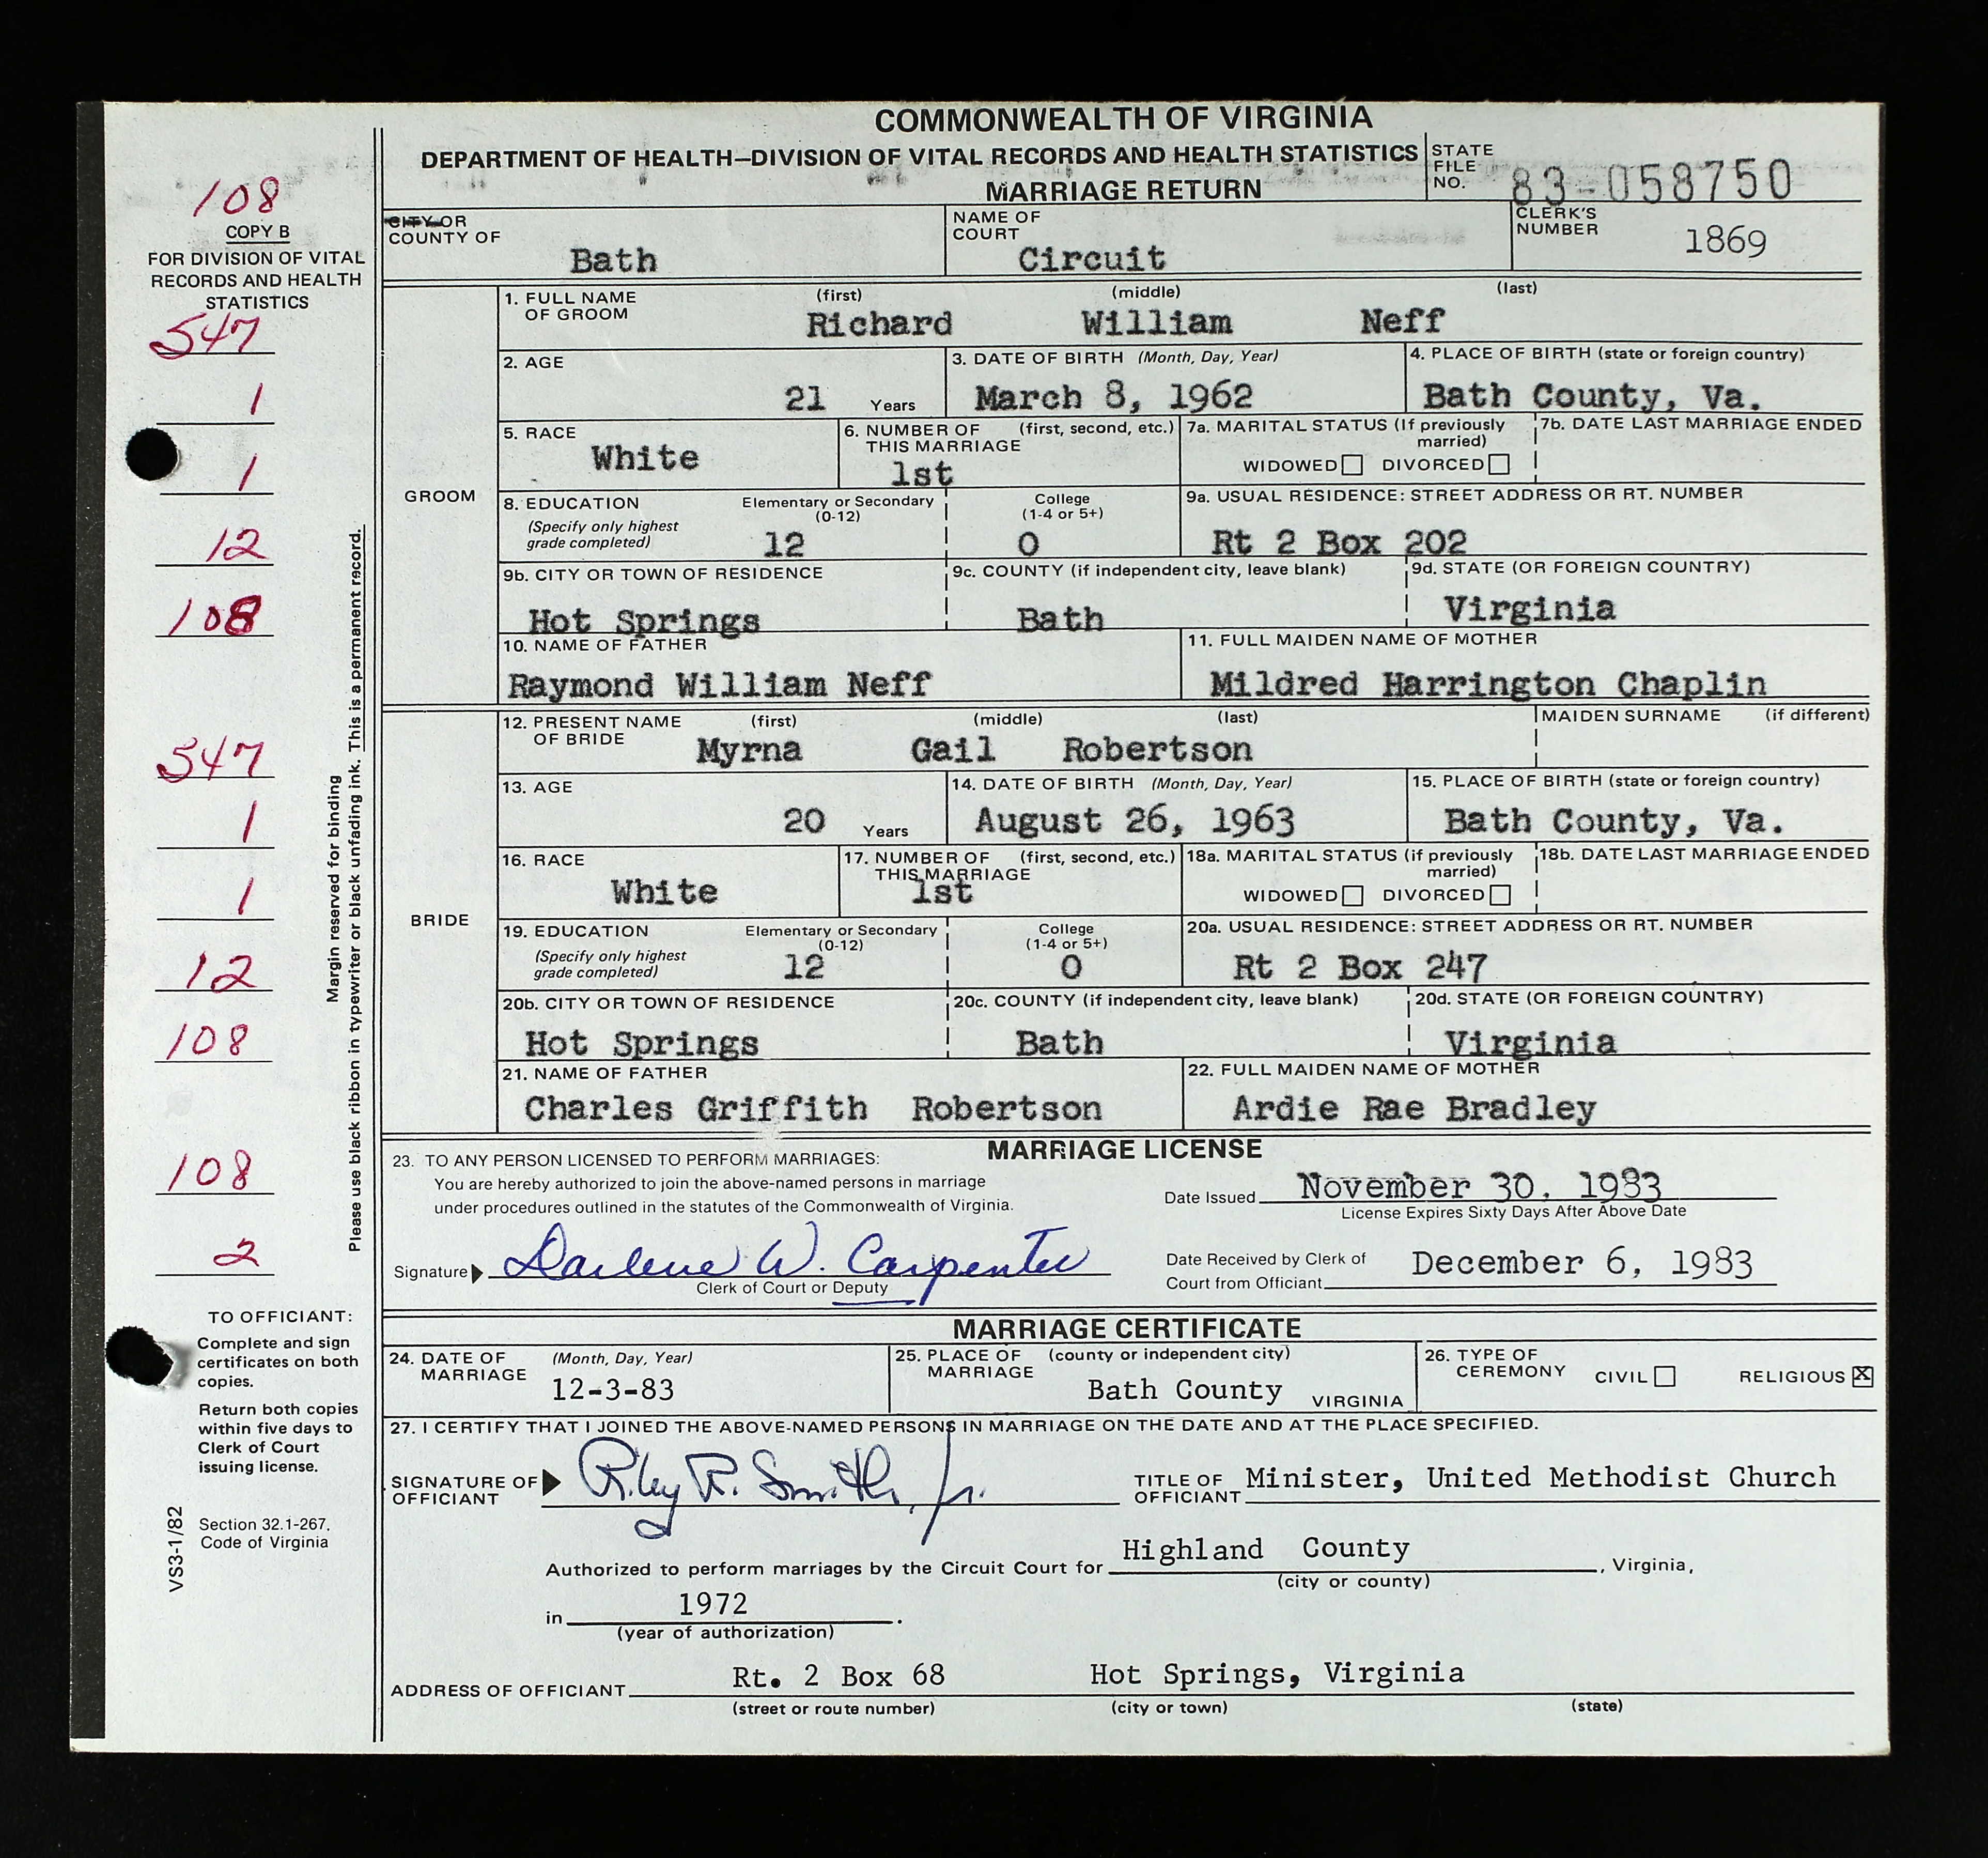 COMMONWEALTH OF VIRGINIA
DEPARTMENT OF HEALTH—DIVISION OF VITAL RECORDS AND HEALTH STATISTICS
MARRIAGE RETURN
STATE FILE NO. 83-058750
108
COPY B
FOR DIVISION OF VITAL
RECORDS AND HEALTH
STATISTICS
547
1
1
12
108
547
1
1
12
108
108
2
Margin reserved for binding
Please use black ribbon in typewriter or black unfading ink. This is a permanent record.
TO OFFICIANT:
Complete and sign
certificates on both
copies.
Return both copies
within five days to
Clerk of Court
issuing license.
Section 32.1-267,
Code of Virginia
VS3-1/82
CITY OR COUNTY OF Bath
NAME OF COURT Circuit
CLERK'S NUMBER 1869
GROOM
1. FULL NAME OF GROOM (first) (middle) (last)
Richard William Neff
2. AGE 21 Years
3. DATE OF BIRTH (Month, Day, Year) March 8, 1962
4. PLACE OF BIRTH (state or foreign country) Bath County, Va.
5. RACE White
6. NUMBER OF THIS MARRIAGE (first, second, etc.) 1st
7a. MARITAL STATUS (If previously married) WIDOWED DIVORCED
7b. DATE LAST MARRIAGE ENDED
8. EDUCATION (Specify only highest grade completed) Elementary or Secondary (0-12) 12 College (1-4 or 5+) 0
9a. USUAL RESIDENCE: STREET ADDRESS OR RT. NUMBER Rt 2 Box 202
9b. CITY OR TOWN OF RESIDENCE Hot Springs
9c. COUNTY (if independent city, leave blank) Bath
9d. STATE (OR FOREIGN COUNTRY) Virginia
10. NAME OF FATHER Raymond William Neff
11. FULL MAIDEN NAME OF MOTHER Mildred Harrington Chaplin
BRIDE
12. PRESENT NAME OF BRIDE (first) (middle) (last) MAIDEN SURNAME (if different)
Myrna Gail Robertson
13. AGE 20 Years
14. DATE OF BIRTH (Month, Day, Year) August 26, 1963
15. PLACE OF BIRTH (state or foreign country) Bath County, Va.
16. RACE White
17. NUMBER OF THIS MARRIAGE (first, second, etc.) 1st
18a. MARITAL STATUS (if previously married) WIDOWED DIVORCED
18b. DATE LAST MARRIAGE ENDED
19. EDUCATION (Specify only highest grade completed) Elementary or Secondary (0-12) 12 College (1-4 or 5+) 0
20a. USUAL RESIDENCE: STREET ADDRESS OR RT. NUMBER Rt 2 Box 247
20b. CITY OR TOWN OF RESIDENCE Hot Springs
20c. COUNTY (if independent city, leave blank) Bath
20d. STATE (OR FOREIGN COUNTRY) Virginia
21. NAME OF FATHER Charles Griffith Robertson
22. FULL MAIDEN NAME OF MOTHER Ardie Rae Bradley
MARRIAGE LICENSE
23. TO ANY PERSON LICENSED TO PERFORM MARRIAGES:
You are hereby authorized to join the above-named persons in marriage
under procedures outlined in the statutes of the Commonwealth of Virginia.
Date Issued November 30, 1983
License Expires Sixty Days After Above Date
Signature Darlene W. Carpenter
Clerk of Court or Deputy
Date Received by Clerk of
Court from Officiant December 6, 1983
MARRIAGE CERTIFICATE
24. DATE OF MARRIAGE (Month, Day, Year) 12-3-83
25. PLACE OF MARRIAGE (county or independent city) Bath County VIRGINIA
26. TYPE OF CEREMONY CIVIL RELIGIOUS X
27. I CERTIFY THAT I JOINED THE ABOVE-NAMED PERSONS IN MARRIAGE ON THE DATE AND AT THE PLACE SPECIFIED.
SIGNATURE OF OFFICIANT Riley R. Smith, Jr.
TITLE OF OFFICIANT Minister, United Methodist Church
Authorized to perform marriages by the Circuit Court for Highland County, Virginia,
(city or county)
in 1972.
(year of authorization)
ADDRESS OF OFFICIANT Rt. 2 Box 68 Hot Springs, Virginia
(street or route number) (city or town) (state)